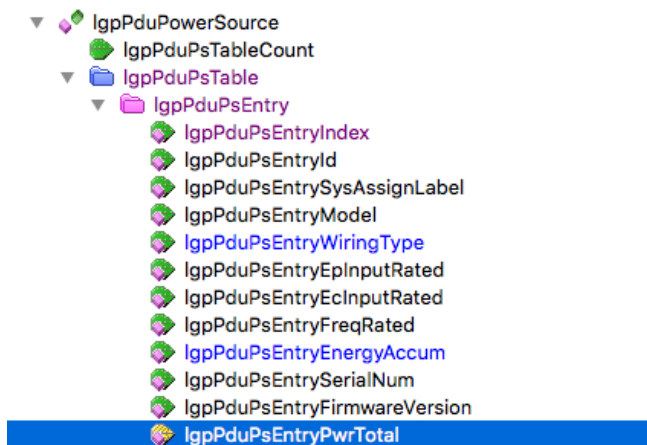 lgpPduPowerSource
lgpPduPsTableCount
lgpPduPsTable
lgpPduPsEntry
lgpPduPsEntryIndex
lgpPduPsEntryId
lgpPduPsEntrySysAssignLabel
lgpPduPsEntryModel
lgpPduPsEntryWiringType
lgpPduPsEntryEpInputRated
lgpPduPsEntryEcInputRated
lgpPduPsEntryFreqRated
lgpPduPsEntryEnergyAccum
lgpPduPsEntrySerialNum
lgpPduPsEntryFirmwareVersion
lgpPduPsEntryPwrTotal